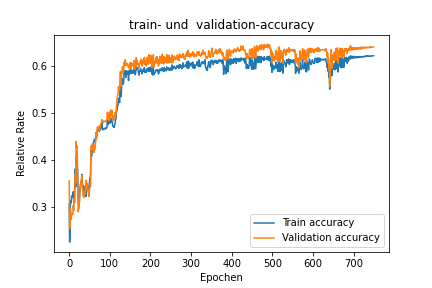 train- und  validation-accuracy
0.6
0.5
0.4
0.3
Relative Rate
0 100 200 300 400 500 600 700
Epochen
Train accuracy
Validation accuracy